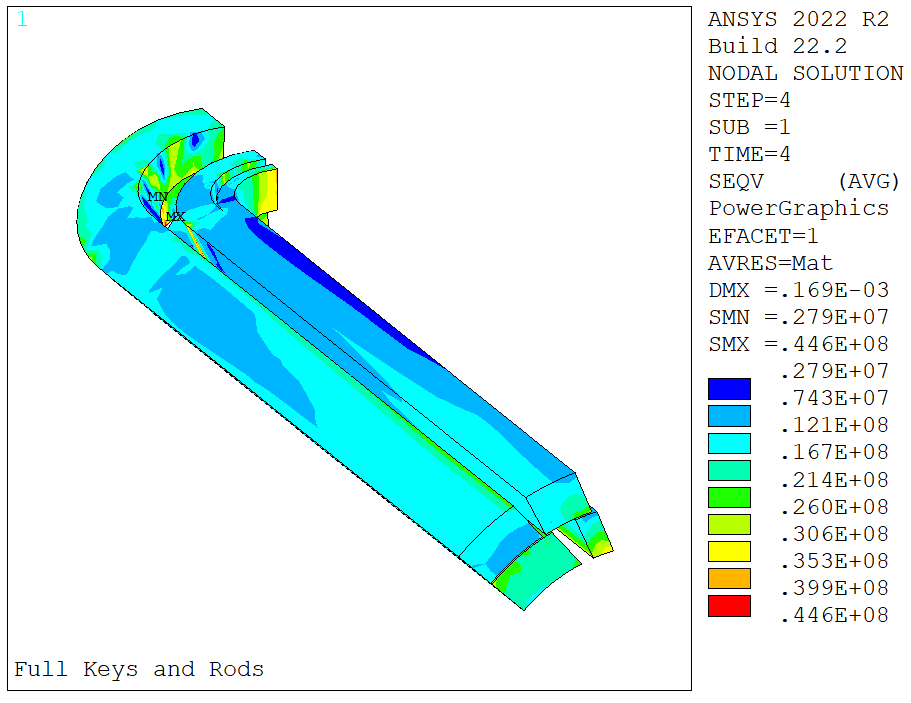 1
ANSYS 2022 R2
Build 22.2
NODAL SOLUTION
STEP=4
SUB =1
TIME=4
SEQV (AVG)
PowerGraphics
EFACET=1
AVRES=Mat
DMX =.169E-03
SMN =.279E+07
SMX =.446E+08
.279E+07
.743E+07
.121E+08
.167E+08
.214E+08
.260E+08
.306E+08
.353E+08
.399E+08
.446E+08
MN
MX
Full Keys and Rods